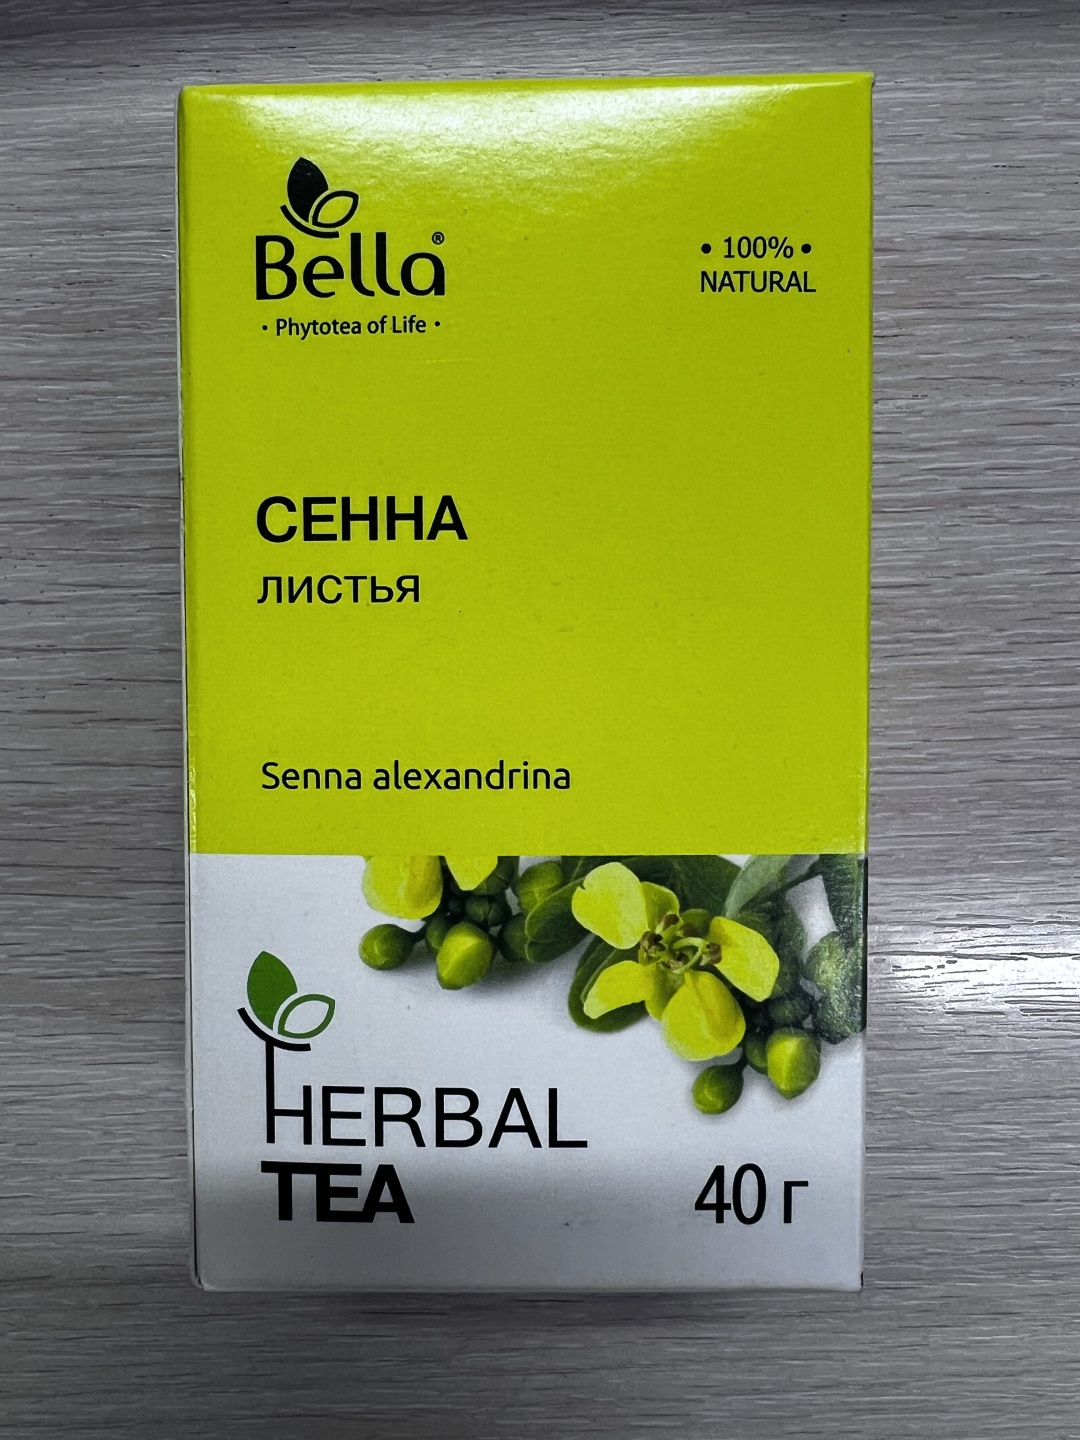 Bella®
• Phytotea of Life •
• 100% •
NATURAL
СЕННА
ЛИСТЬЯ
Senna alexandrina
HERBAL
TEA
40 г